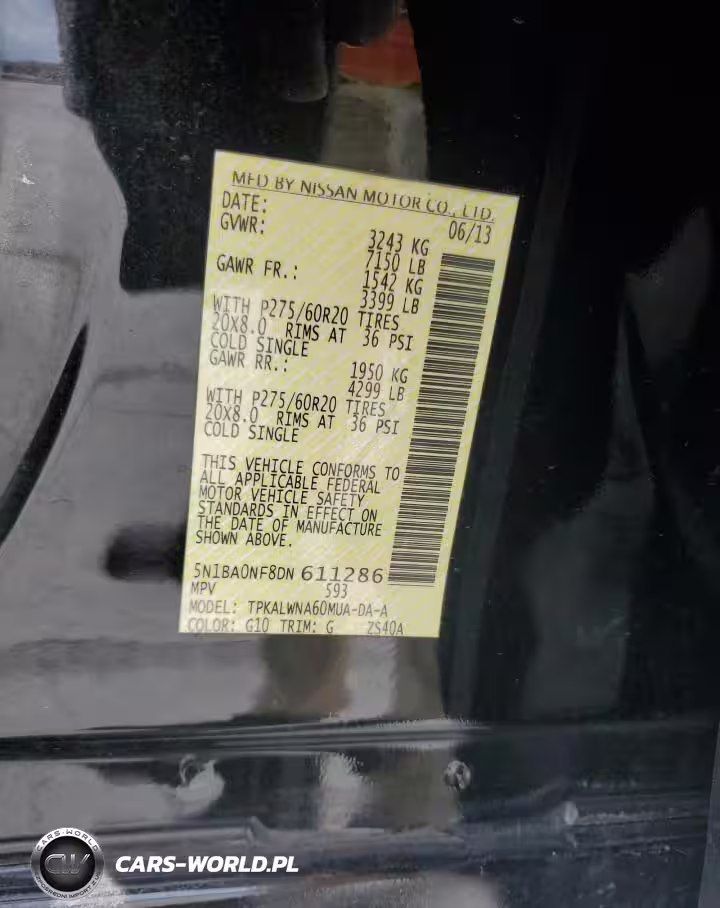 MFD BY NISSAN MOTOR CO., LTD.
DATE: 06/13
GVWR: 3243 KG
7150 LB
GAWR FR.: 1542 KG
3399 LB
WITH P275/60R20 TIRES
20X8.0 RIMS AT 36 PSI
COLD SINGLE
GAWR RR.: 1950 KG
4299 LB
WITH P275/60R20 TIRES
20X8.0 RIMS AT 36 PSI
COLD SINGLE
THIS VEHICLE CONFORMS TO
ALL APPLICABLE FEDERAL
MOTOR VEHICLE SAFETY
STANDARDS IN EFFECT ON
THE DATE OF MANUFACTURE
SHOWN ABOVE.
5N1BA0NF8DN 611286
MPV 593
MODEL: TPKALWNA60MUA-DA-A
COLOR: G10 TRIM: G ZS40A
CARS-WORLD
CW
CARS-WORLD.PL